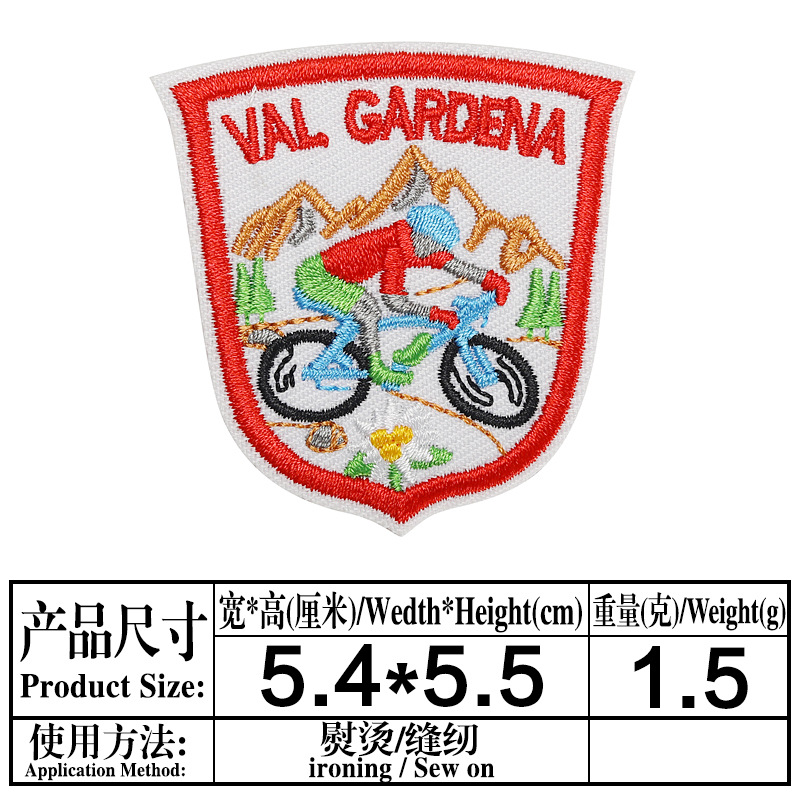 VAL GARDENA
产品尺寸
Product Size:
宽*高(厘米)/Wedth*Height(cm)
重量(克)/Weight(g)
5.4*5.5
1.5
使用方法:
Application Method:
熨烫/缝纫
ironing / Sew on